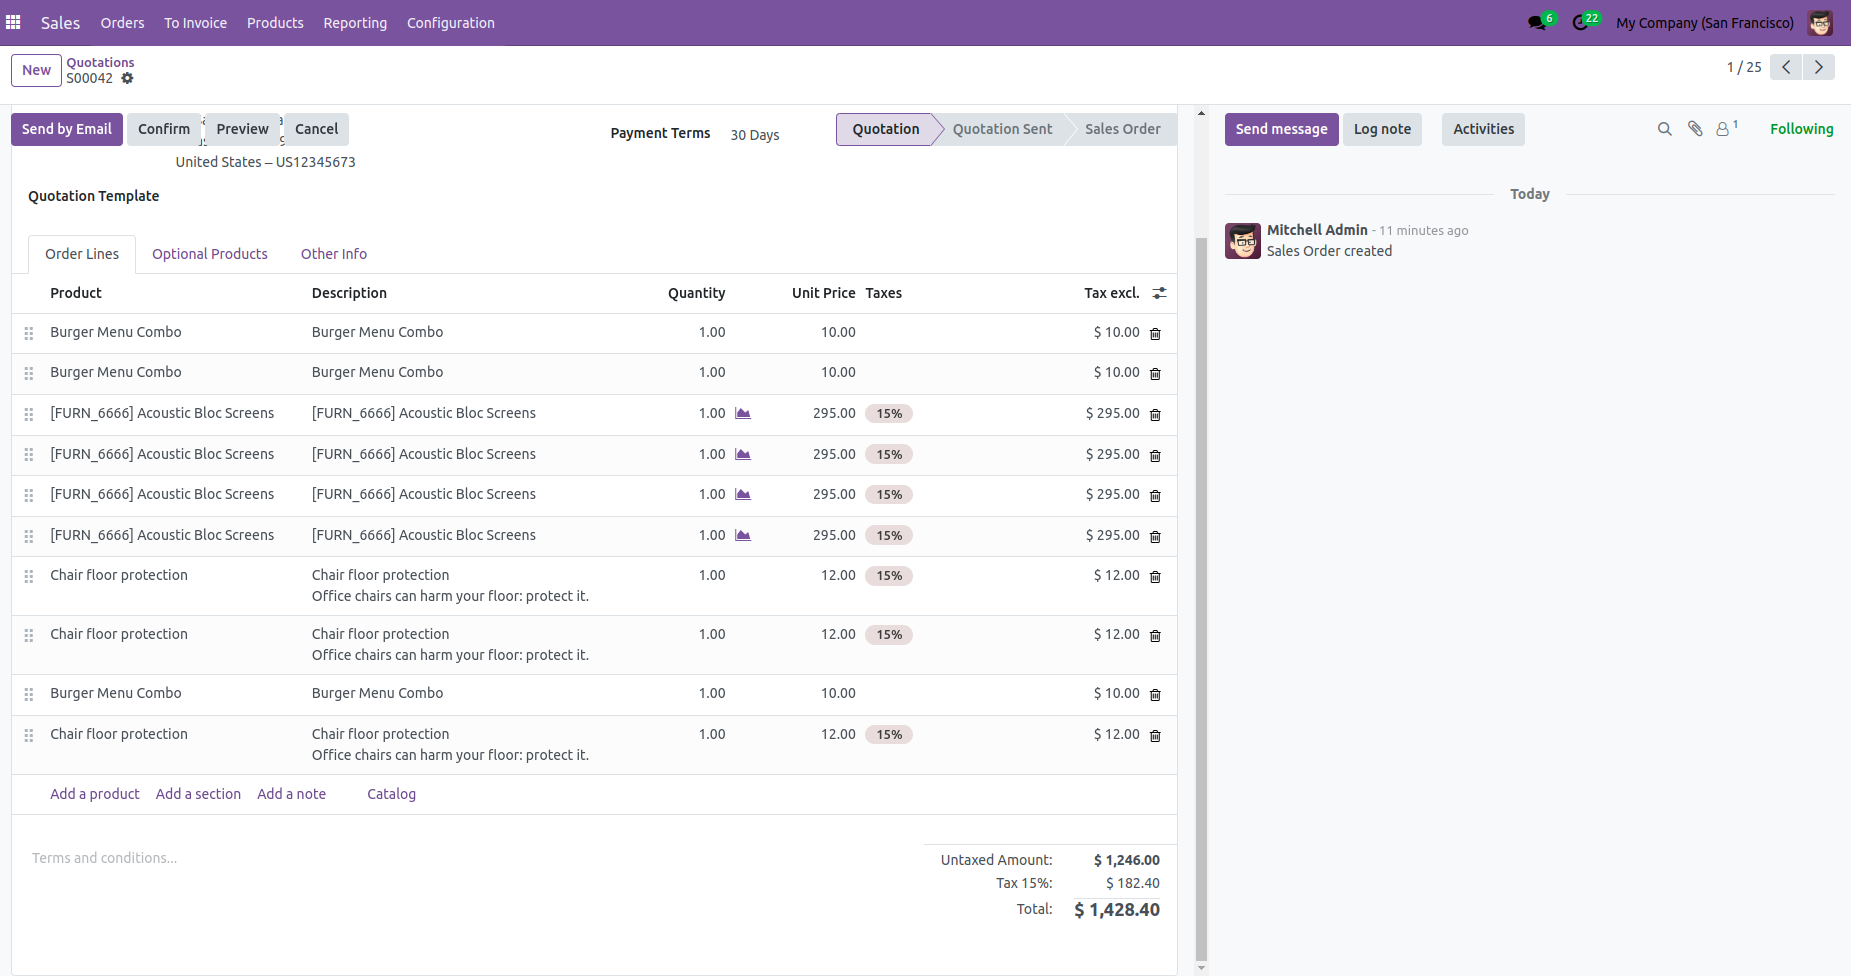 Sales Orders To Invoice Products Reporting Configuration 6 22 My Company (San Francisco)
New Quotations 1 / 25
S00042
Send by Email Confirm Preview Cancel Payment Terms 30 Days Quotation Quotation Sent Sales Order
United States – US12345673
Quotation Template
Order Lines Optional Products Other Info
Product Description Quantity Unit Price Taxes Tax excl.
Burger Menu Combo Burger Menu Combo 1.00 10.00 $ 10.00
Burger Menu Combo Burger Menu Combo 1.00 10.00 $ 10.00
[FURN_6666] Acoustic Bloc Screens [FURN_6666] Acoustic Bloc Screens 1.00 295.00 15% $ 295.00
[FURN_6666] Acoustic Bloc Screens [FURN_6666] Acoustic Bloc Screens 1.00 295.00 15% $ 295.00
[FURN_6666] Acoustic Bloc Screens [FURN_6666] Acoustic Bloc Screens 1.00 295.00 15% $ 295.00
[FURN_6666] Acoustic Bloc Screens [FURN_6666] Acoustic Bloc Screens 1.00 295.00 15% $ 295.00
Chair floor protection Chair floor protection 1.00 12.00 15% $ 12.00
Office chairs can harm your floor: protect it.
Chair floor protection Chair floor protection 1.00 12.00 15% $ 12.00
Office chairs can harm your floor: protect it.
Burger Menu Combo Burger Menu Combo 1.00 10.00 $ 10.00
Chair floor protection Chair floor protection 1.00 12.00 15% $ 12.00
Office chairs can harm your floor: protect it.
Add a product Add a section Add a note Catalog
Terms and conditions...
Untaxed Amount: $ 1,246.00
Tax 15%: $ 182.40
Total: $ 1,428.40
Send message Log note Activities 1 Following
Today
Mitchell Admin - 11 minutes ago
Sales Order created